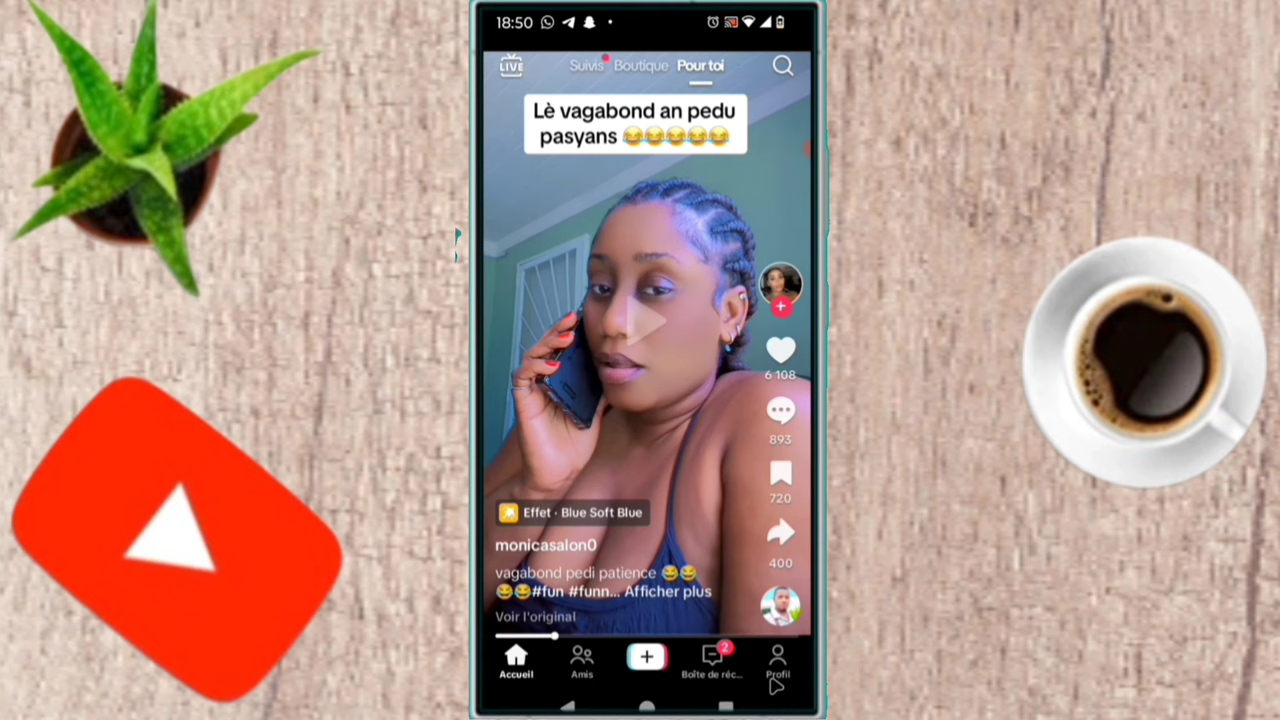 18:50
LIVE
Suivis Boutique Pour toi
Lè vagabond an pedu
pasyans 😂😂😂😂😂
6 108
893
720
400
Effet · Blue Soft Blue
monicasalon0
vagabond pedi patience 😂😂
😂😂#fun #funn... Afficher plus
Voir l'original
2
Accueil Amis Boîte de réc... Profil